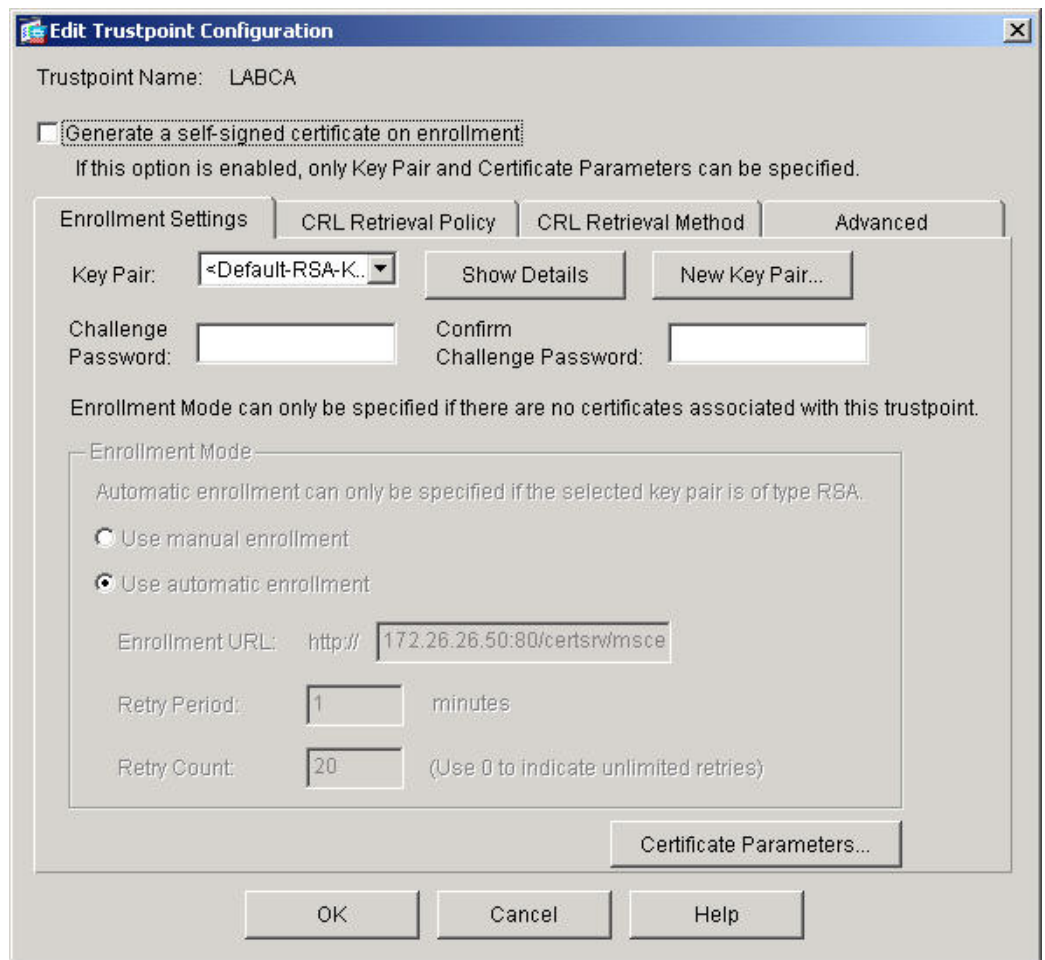 Edit Trustpoint Configuration
Trustpoint Name: LABCA
Generate a self-signed certificate on enrollment
If this option is enabled, only Key Pair and Certificate Parameters can be specified.
Enrollment Settings CRL Retrieval Policy CRL Retrieval Method Advanced
Key Pair: <Default-RSA-K.. Show Details New Key Pair...
Challenge Password: Confirm Challenge Password:
Enrollment Mode can only be specified if there are no certificates associated with this trustpoint.
Enrollment Mode
Automatic enrollment can only be specified if the selected key pair is of type RSA.
Use manual enrollment
Use automatic enrollment
Enrollment URL: http:// 172.26.26.50:80/certsrv/msce
Retry Period: 1 minutes
Retry Count: 20 (Use 0 to indicate unlimited retries)
Certificate Parameters...
OK Cancel Help